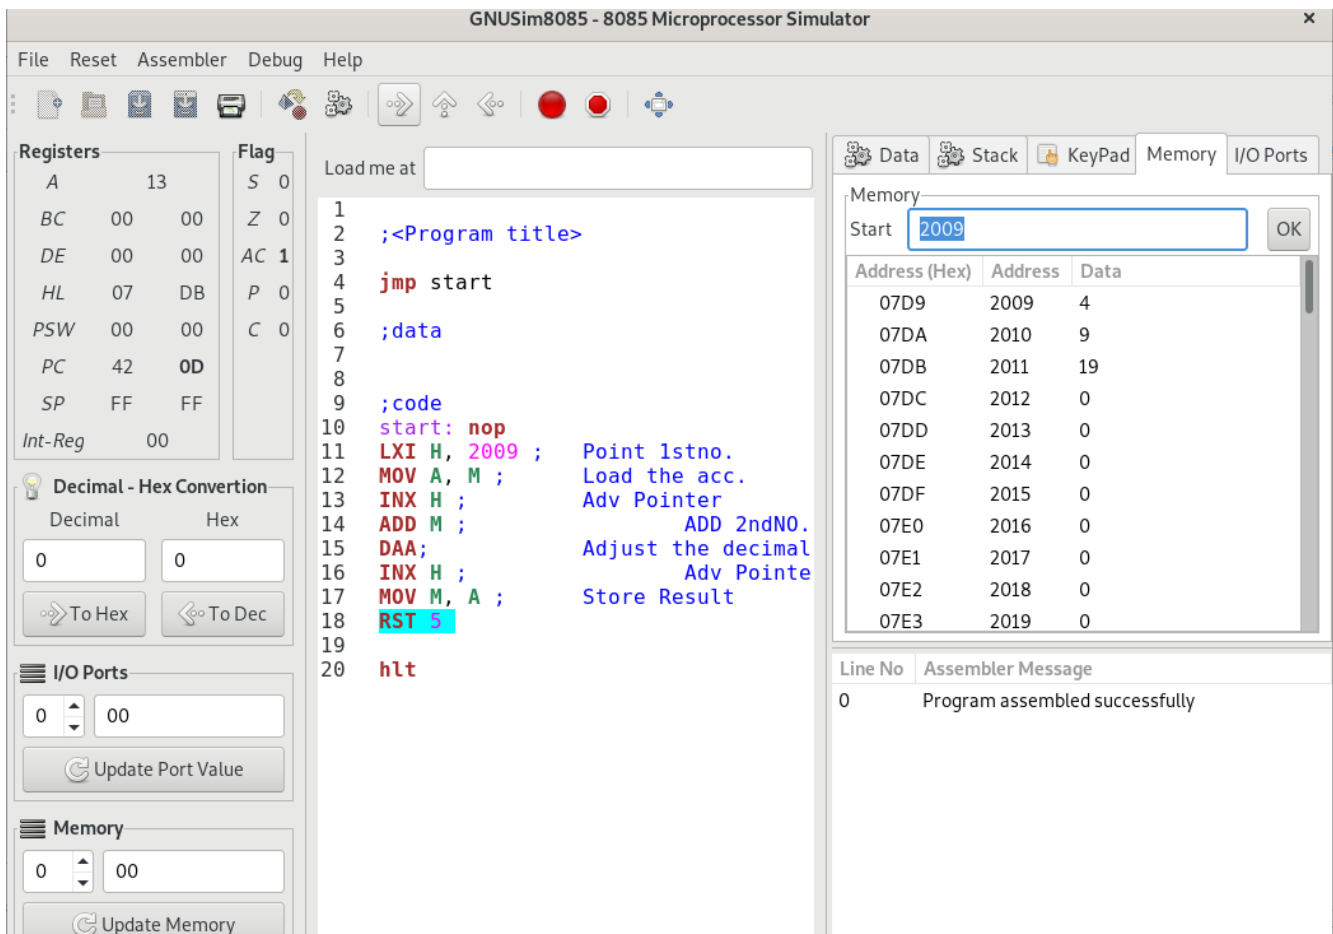 GNUSim8085 - 8085 Microprocessor Simulator
File Reset Assembler Debug Help
Registers
A 13
BC 00 00
DE 00 00
HL 07 DB
PSW 00 00
PC 42 0D
SP FF FF
Int-Reg 00
Flag
S 0
Z 0
AC 1
P 0
C 0
Decimal - Hex Convertion
Decimal Hex
0 0
To Hex To Dec
I/O Ports
0 00
Update Port Value
Memory
0 00
Update Memory
Load me at
1
2 ;<Program title>
3
4 jmp start
5
6 ;data
7
8
9 ;code
10 start: nop
11 LXI H, 2009 ; Point 1stno.
12 MOV A, M ; Load the acc.
13 INX H ; Adv Pointer
14 ADD M ; ADD 2ndNO.
15 DAA; Adjust the decimal
16 INX H ; Adv Pointe
17 MOV M, A ; Store Result
18 RST 5
19
20 hlt
Data Stack KeyPad Memory I/O Ports
Memory
Start 2009 OK
Address (Hex) Address Data
07D9 2009 4
07DA 2010 9
07DB 2011 19
07DC 2012 0
07DD 2013 0
07DE 2014 0
07DF 2015 0
07E0 2016 0
07E1 2017 0
07E2 2018 0
07E3 2019 0
Line No Assembler Message
0 Program assembled successfully